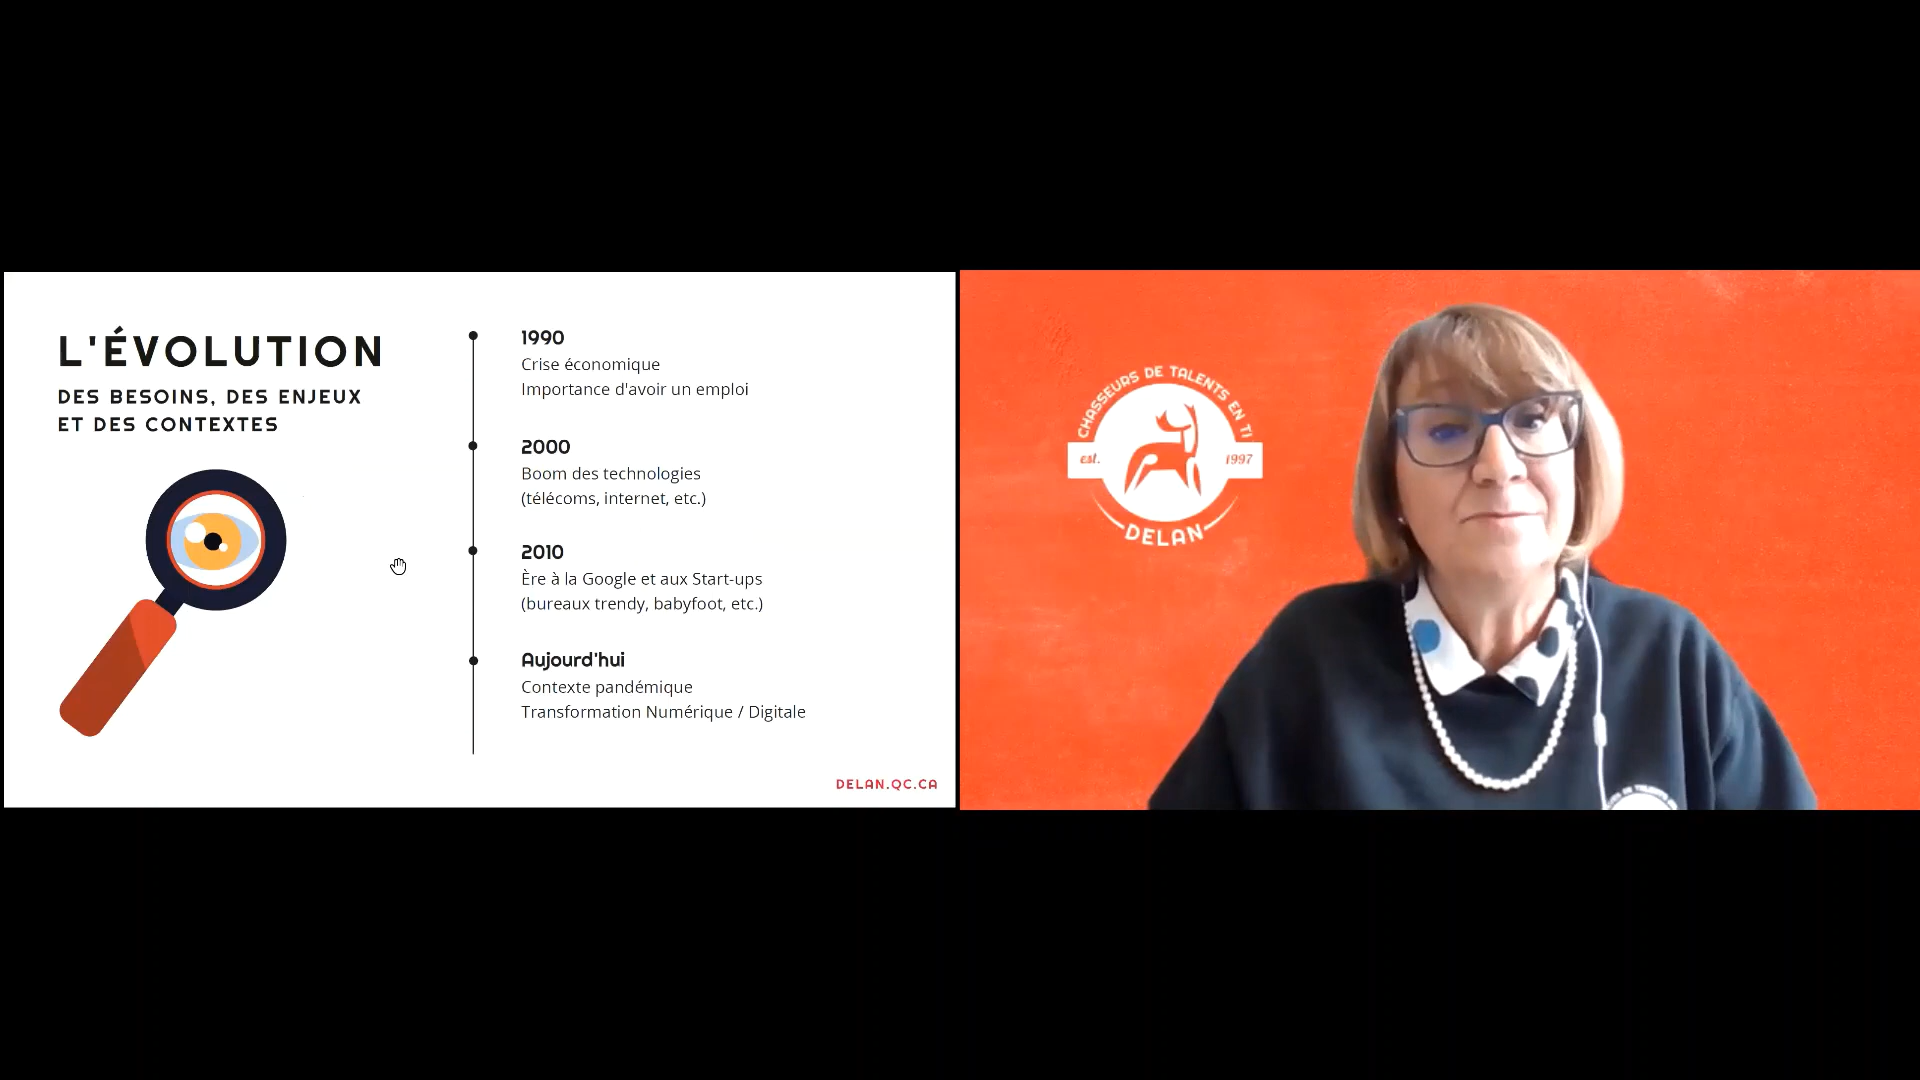 L'ÉVOLUTION
DES BESOINS, DES ENJEUX
ET DES CONTEXTES
1990
Crise économique
Importance d'avoir un emploi
2000
Boom des technologies
(télécoms, internet, etc.)
2010
Ère à la Google et aux Start-ups
(bureaux trendy, babyfoot, etc.)
Aujourd'hui
Contexte pandémique
Transformation Numérique / Digitale
DELAN.QC.CA
CHASSEURS DE TALENTS EN TI
est. 1997
DELAN